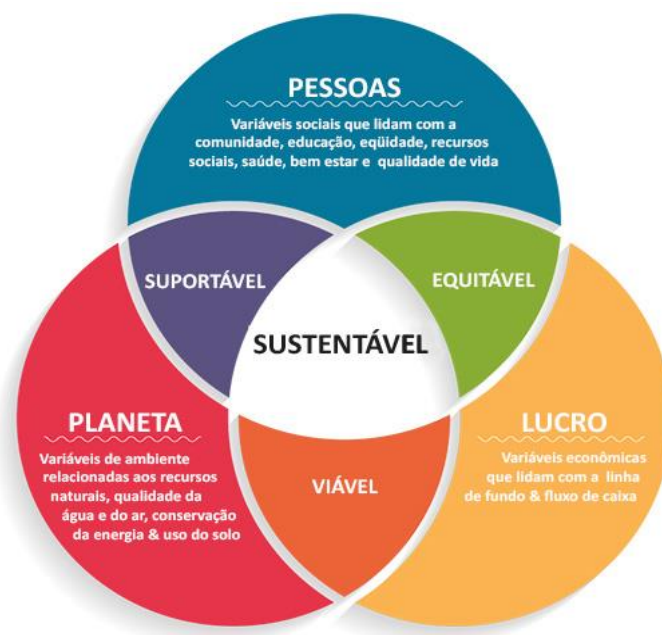 PESSOAS
Variáveis sociais que lidam com a
comunidade, educação, eqüidade, recursos
sociais, saúde, bem estar e qualidade de vida
SUPORTÁVEL
EQUITÁVEL
SUSTENTÁVEL
PLANETA
Variáveis de ambiente
relacionadas aos recursos
naturais, qualidade da
água e do ar, conservação
da energia & uso do solo
LUCRO
Variáveis econômicas
que lidam com a linha
de fundo & fluxo de caixa
VIÁVEL